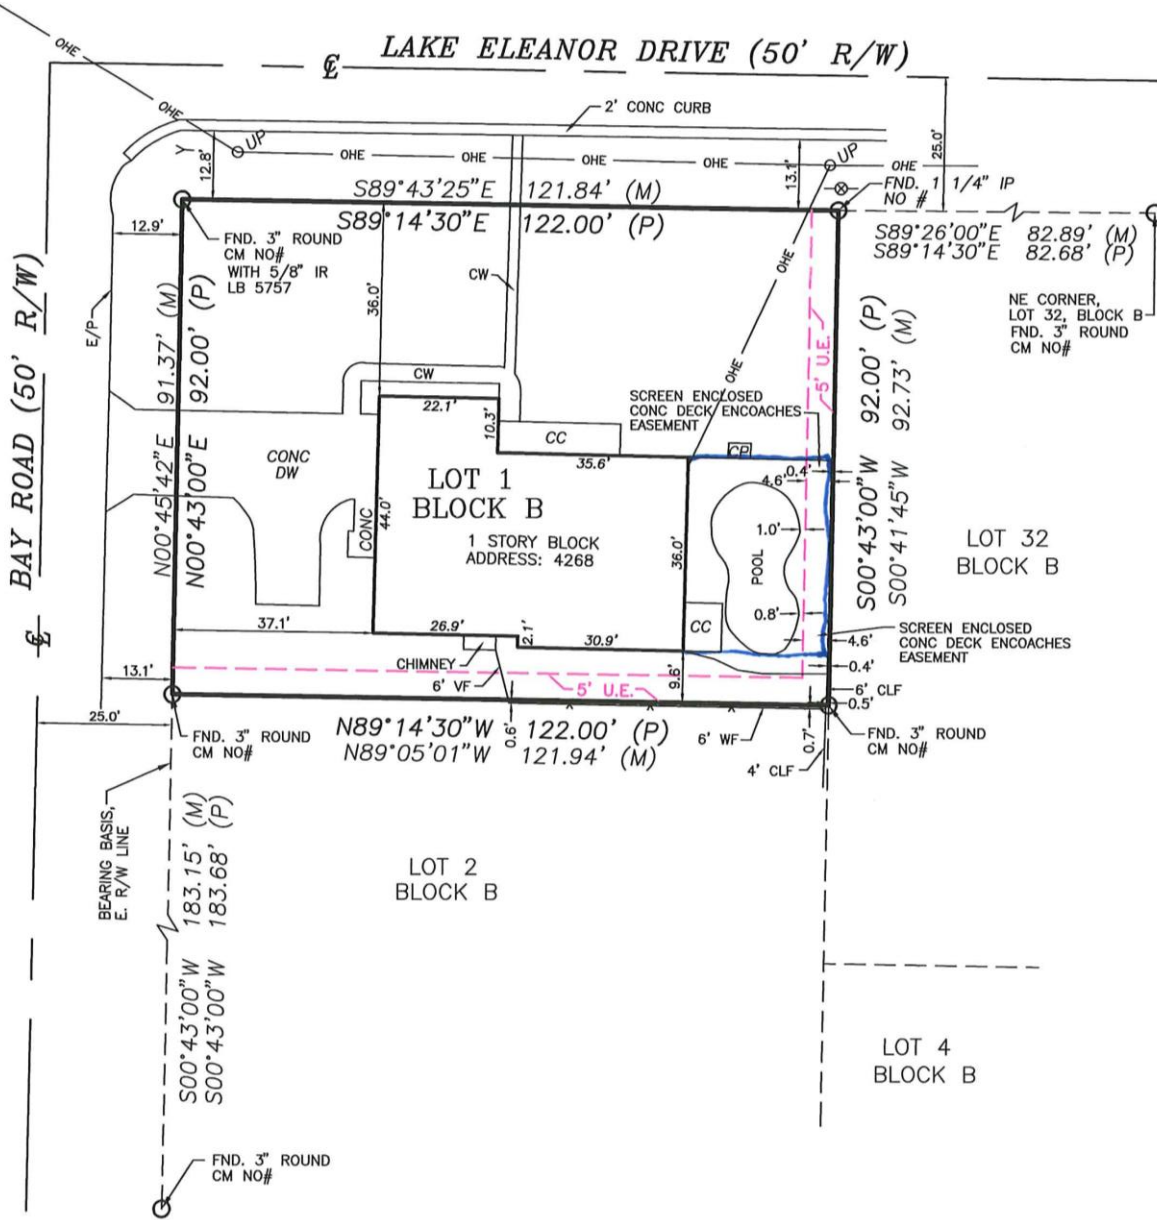 LAKE ELEANOR DRIVE (50' R/W)
OHE
OHE
2' CONC CURB
UP
Y
12.8'
OHE
OHE
OHE
OHE
13.1'
UP
OHE
25.0'
FND. 1 1/4" IP
NO #
S89°43'25"E 121.84' (M)
S89°14'30"E 122.00' (P)
S89°26'00"E 82.89' (M)
S89°14'30"E 82.68' (P)
12.9'
FND. 3" ROUND
CM NO#
WITH 5/8" IR
LB 5757
NE CORNER,
LOT 32, BLOCK B
FND. 3" ROUND
CM NO#
E/P
BAY ROAD (50' R/W)
N00°45'42"E 91.37' (M)
N00°43'00"E 92.00' (P)
36.0'
CW
CW
OHE
OHE
5' U.E.
S00°43'00"W 92.00' (P)
S00°41'45"W 92.73' (M)
SCREEN ENCLOSED
CONC DECK ENCOACHES
EASEMENT
22.1'
10.3'
CC
35.6'
CP
0.4'
4.6'
CONC
DW
LOT 1
BLOCK B
1 STORY BLOCK
ADDRESS: 4268
44.0'
CONC
36.0'
POOL
1.0'
0.8'
CC
LOT 32
BLOCK B
SCREEN ENCLOSED
CONC DECK ENCOACHES
EASEMENT
4.6'
0.4'
37.1'
26.9'
2.1'
30.9'
CHIMNEY
6' VF
9.6'
5' U.E.
6' CLF
0.5'
13.1'
25.0'
FND. 3" ROUND
CM NO#
N89°14'30"W 122.00' (P)
N89°05'01"W 121.94' (M)
0.6'
6' WF
0.7'
4' CLF
FND. 3" ROUND
CM NO#
BEARING BASIS,
E. R/W LINE
S00°43'00"W 183.15' (M)
S00°43'00"W 183.68' (P)
LOT 2
BLOCK B
LOT 4
BLOCK B
FND. 3" ROUND
CM NO#